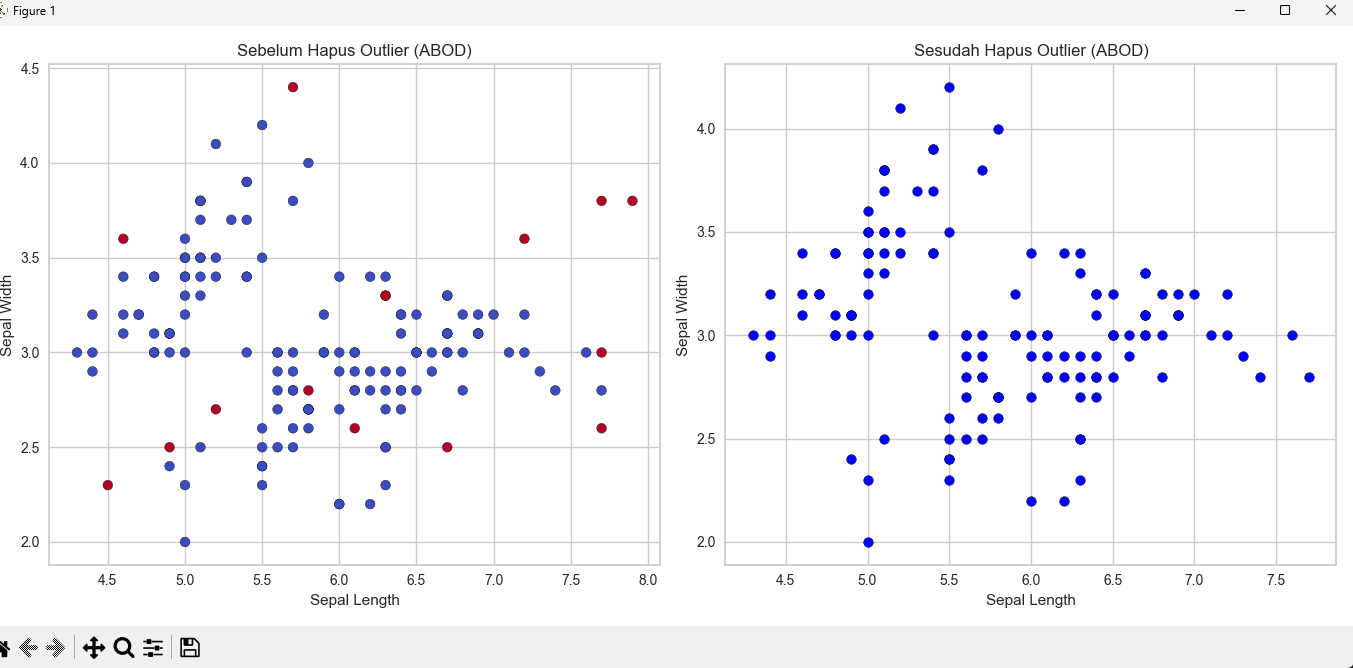 Figure 1
Sebelum Hapus Outlier (ABOD)
4.5
4.0
3.5
3.0
2.5
2.0
Sepal Width
4.5 5.0 5.5 6.0 6.5 7.0 7.5 8.0
Sepal Length
Sesudah Hapus Outlier (ABOD)
4.0
3.5
3.0
2.5
2.0
Sepal Width
4.5 5.0 5.5 6.0 6.5 7.0 7.5
Sepal Length